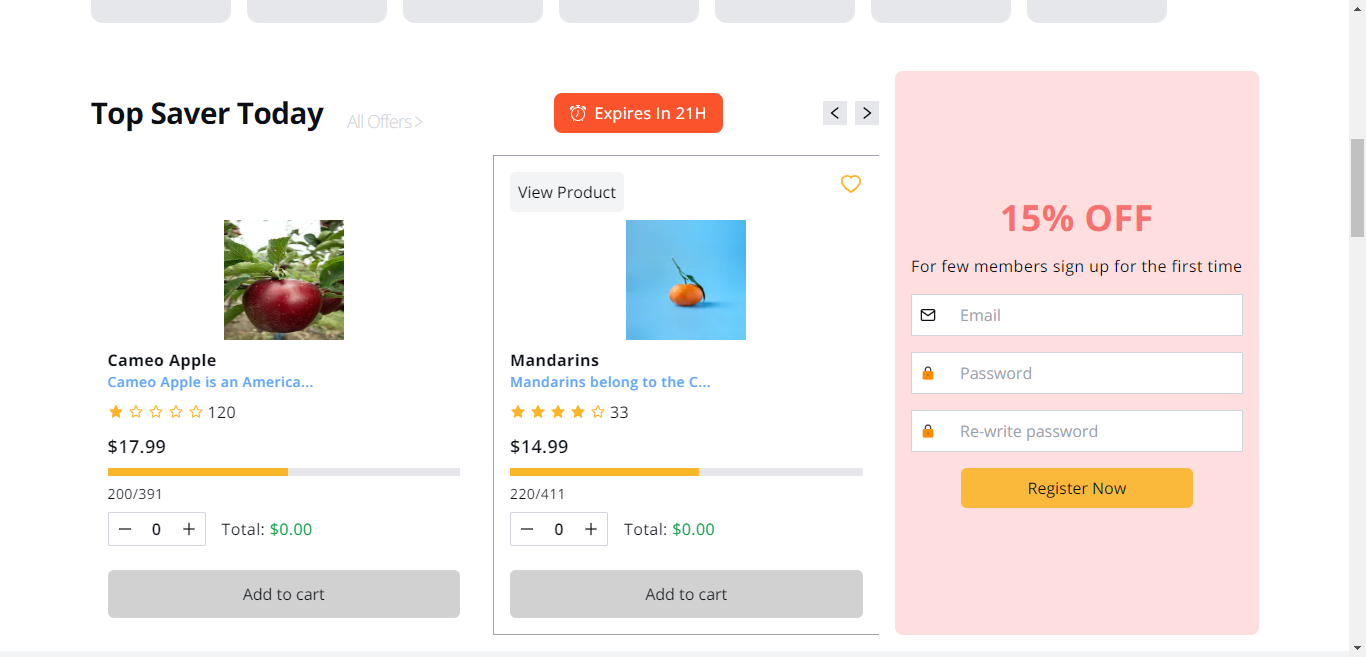 Top Saver Today
All Offers >
Expires In 21H
< >
View Product
Cameo Apple
Cameo Apple is an America...
120
$17.99
200/391
0
Total: $0.00
Add to cart
Mandarins
Mandarins belong to the C...
33
$14.99
220/411
0
Total: $0.00
Add to cart
15% OFF
For few members sign up for the first time
Email
Password
Re-write password
Register Now